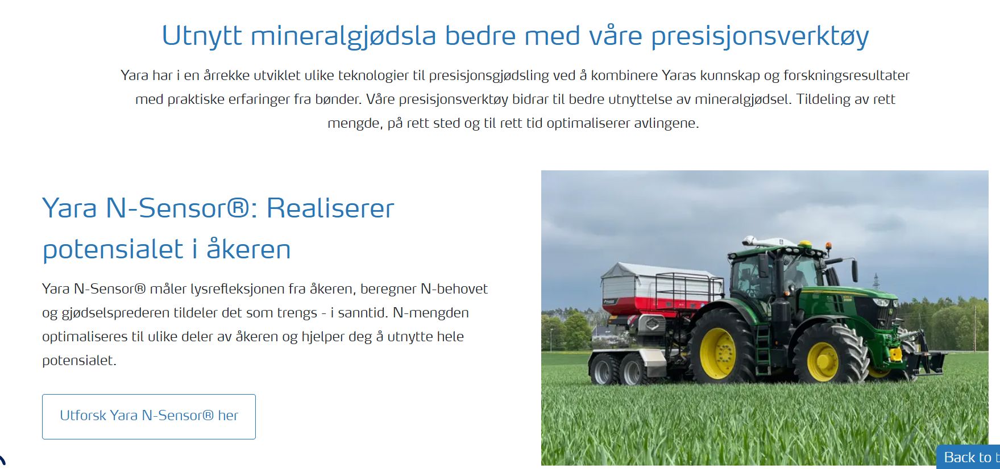 Utnytt mineralgjødsla bedre med våre presisjonsverktøy
Yara har i en årrekke utviklet ulike teknologier til presisjonsgjødsling ved å kombinere Yaras kunnskap og forskningsresultater
med praktiske erfaringer fra bønder. Våre presisjonsverktøy bidrar til bedre utnyttelse av mineralgjødsel. Tildeling av rett
mengde, på rett sted og til rett tid optimaliserer avlingene.
Yara N-Sensor®: Realiserer
potensialet i åkeren
Yara N-Sensor® måler lysrefleksjonen fra åkeren, beregner N-behovet
og gjødselsprederen tildeler det som trengs - i sanntid. N-mengden
optimaliseres til ulike deler av åkeren og hjelper deg å utnytte hele
potensialet.
Utforsk Yara N-Sensor® her
Back to t